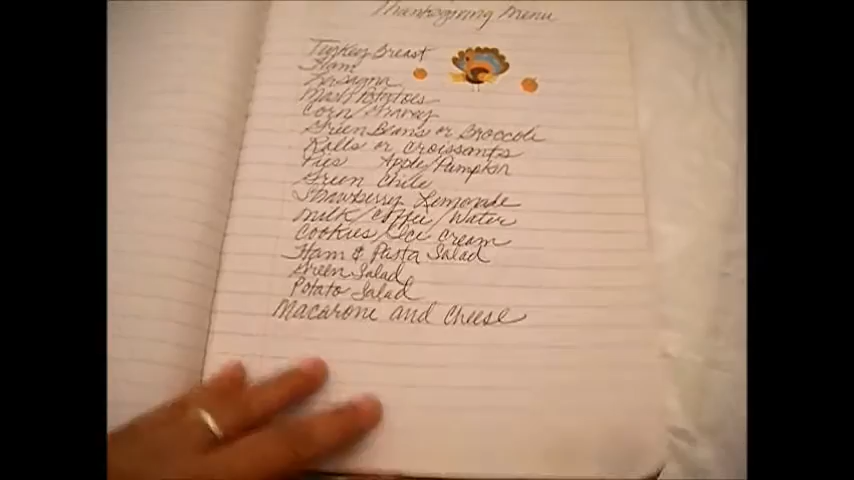 Thanksgiving Menu
Turkey Breast
Ham
Lasagna
Mash Potatoes
Corn/Gravey
Green Beans or Broccoli
Rolls or croissants
Pies Apple/Pumpkin
Green Chile
Strawberry Lemonade
Milk/Coffee/Water
Cookies/Ice cream
Ham & Pasta Salad
Green Salad
Potato Salad
Macarone and Cheese